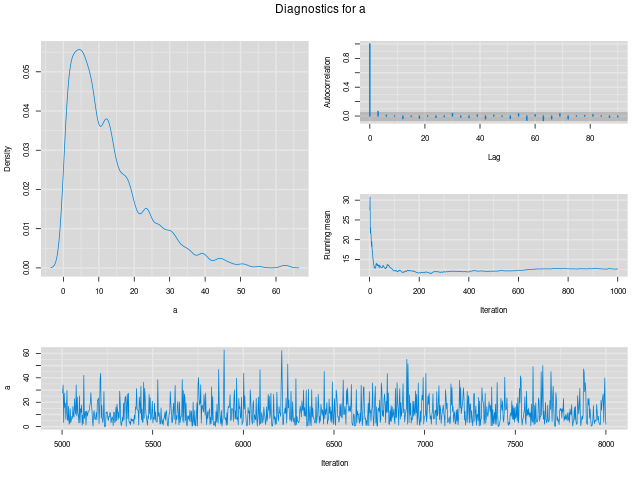 Diagnostics for a
Density
0.00 0.01 0.02 0.03 0.04 0.05
0 10 20 30 40 50 60
a
Autocorrelation
0.0 0.4 0.8
0 20 40 60 80
Lag
Running mean
15 20 25 30
0 200 400 600 800 1000
Iteration
a
0 20 40 60
5000 5500 6000 6500 7000 7500 8000
Iteration